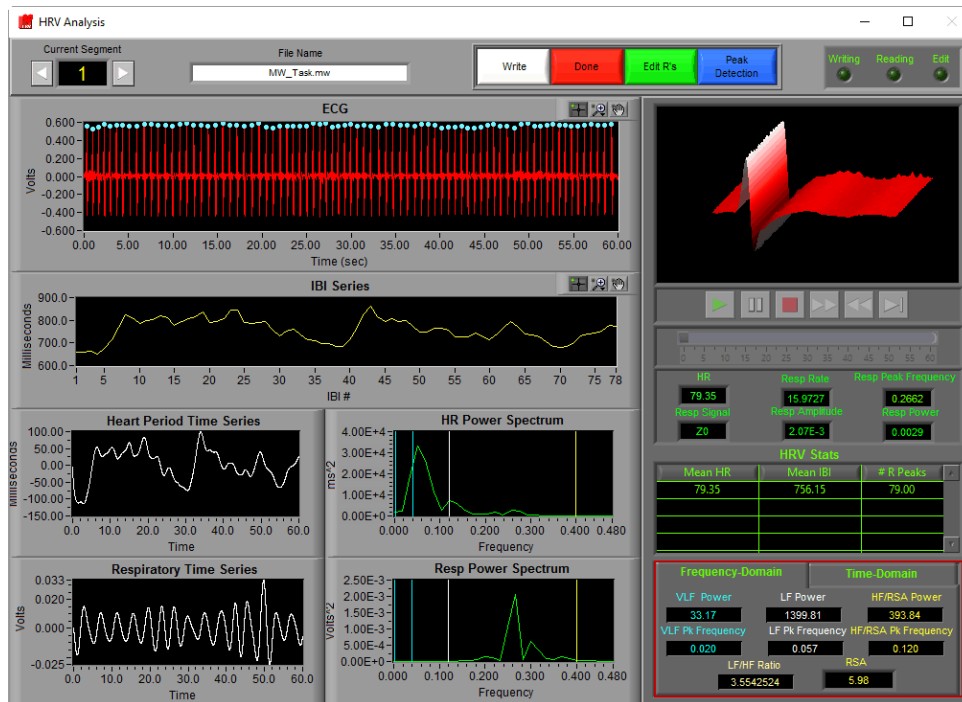 HRV Analysis
Current Segment
1
File Name
MW_Task.mw
Write
Done
Edit R's
Peak Detection
Writing
Reading
Edit
ECG
Volts
0.600
0.400
0.200
0.000
-0.200
-0.400
-0.600
0.00 5.00 10.00 15.00 20.00 25.00 30.00 35.00 40.00 45.00 50.00 55.00 60.00
Time (sec)
IBI Series
Milliseconds
900.0
800.0
700.0
600.0
1 5 10 15 20 25 30 35 40 45 50 55 60 65 70 75 78
IBI #
Heart Period Time Series
Milliseconds
100.00
50.00
0.00
-50.00
-100.00
-150.00
0.0 10.0 20.0 30.0 40.0 50.0 60.0
Time
HR Power Spectrum
ms^2
4.00E+4
3.00E+4
2.00E+4
1.00E+4
0.00E+0
0.000 0.100 0.200 0.300 0.400 0.480
Frequency
Respiratory Time Series
Volts
0.033
0.020
0.000
-0.025
0.0 10.0 20.0 30.0 40.0 50.0 60.0
Time
Resp Power Spectrum
Volts^2
2.50E-3
2.00E-3
1.50E-3
1.00E-3
5.00E-4
0.00E+0
0.000 0.100 0.200 0.300 0.400 0.480
Frequency
0 5 10 15 20 25 30 35 40 45 50 55 60
HR
79.35
Resp Rate
15.9727
Resp Peak Frequency
0.2662
Resp Signal
Z0
Resp Amplitude
2.07E-3
Resp Power
0.0029
HRV Stats
Mean HR Mean IBI # R Peaks
79.35 756.15 79.00
Frequency-Domain
Time-Domain
VLF Power
33.17
LF Power
1399.81
HF/RSA Power
393.84
VLF Pk Frequency
0.020
LF Pk Frequency
0.057
HF/RSA Pk Frequency
0.120
LF/HF Ratio
3.5542524
RSA
5.98